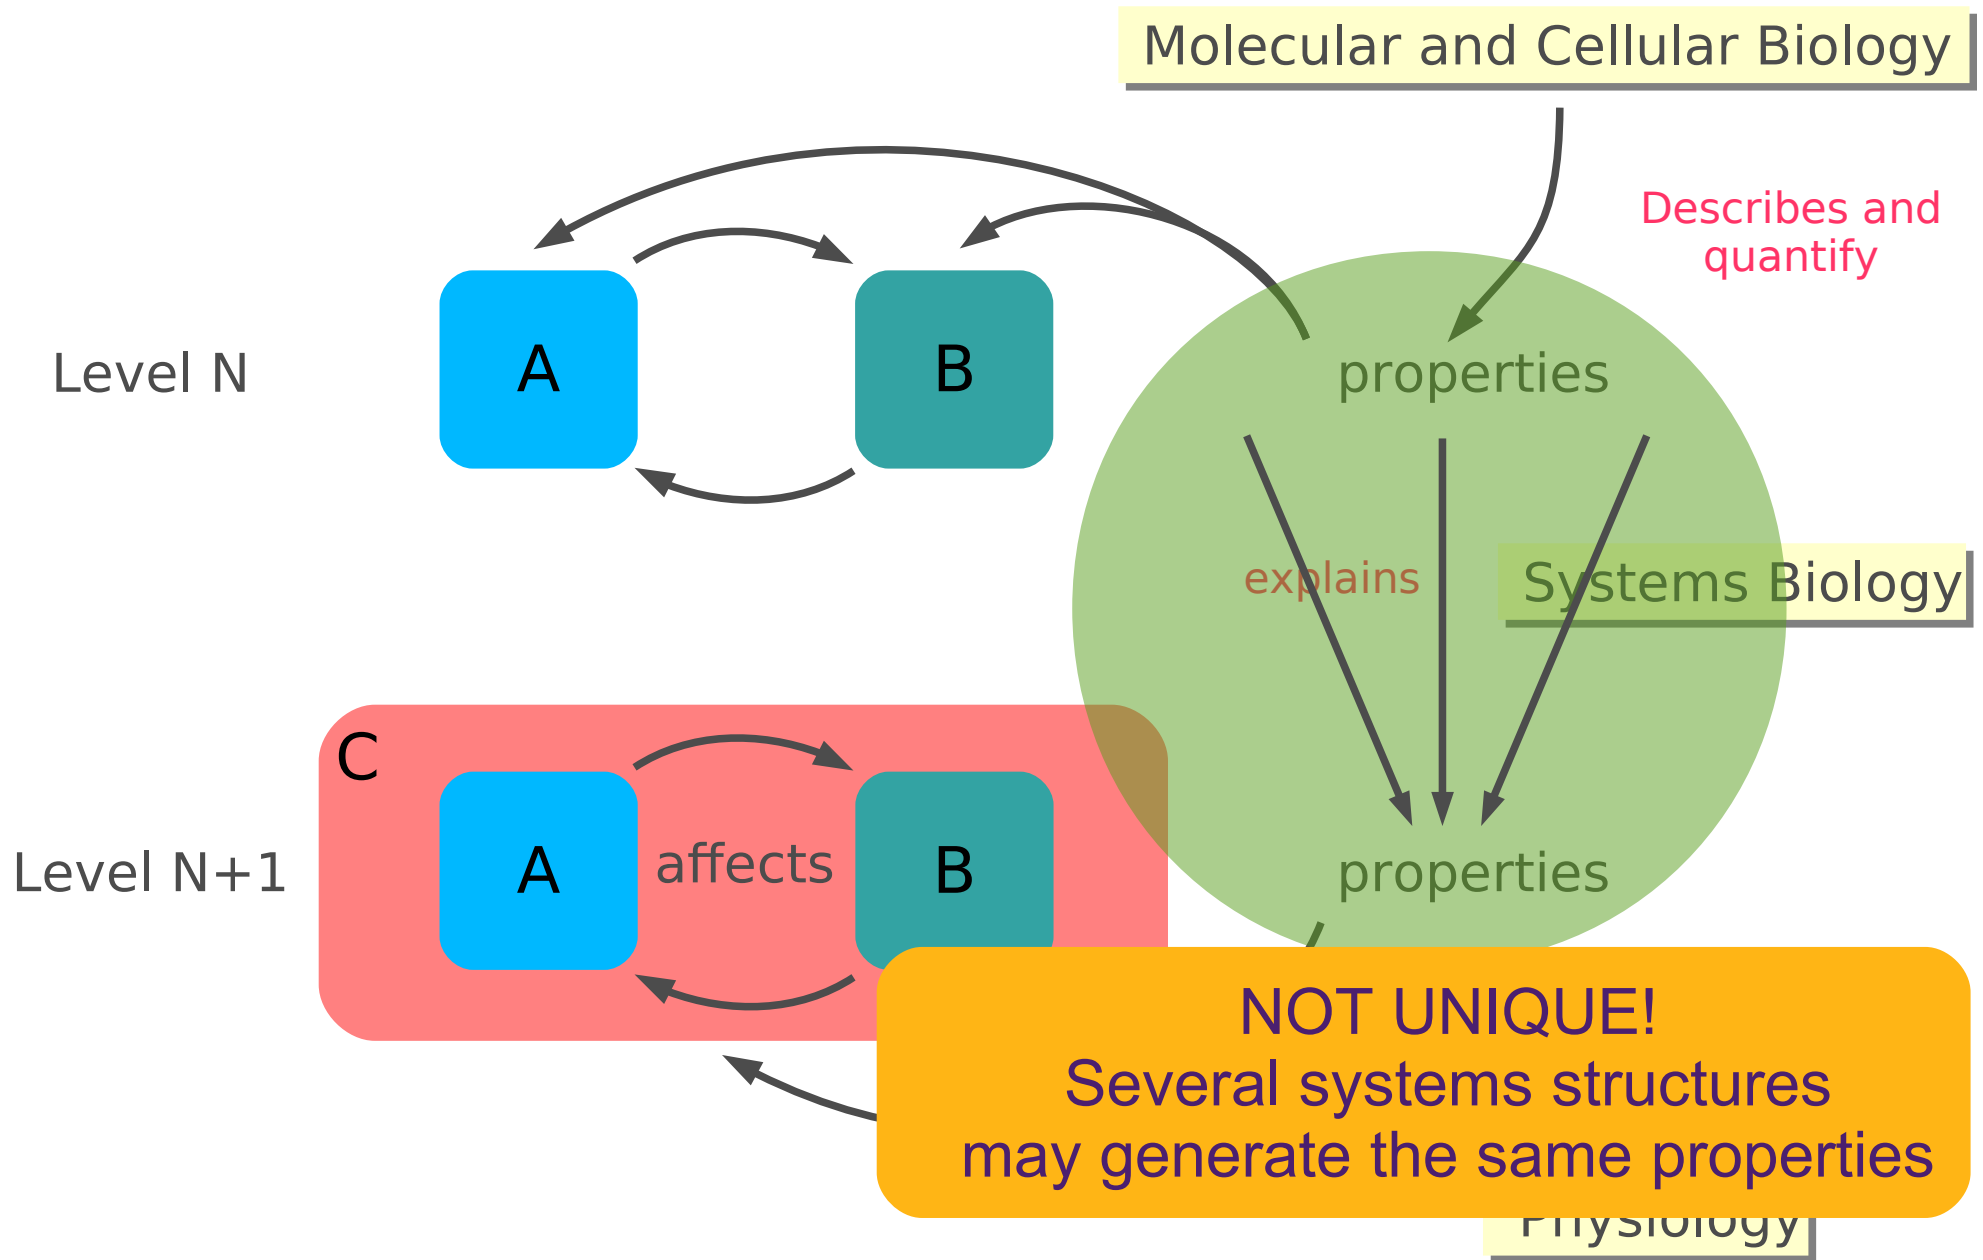 Molecular and Cellular Biology
Describes and
quantify
Level N
A
B
properties
explains
Systems Biology
C
Level N+1
A
affects
B
properties
NOT UNIQUE!
Several systems structures
may generate the same properties
Physiology